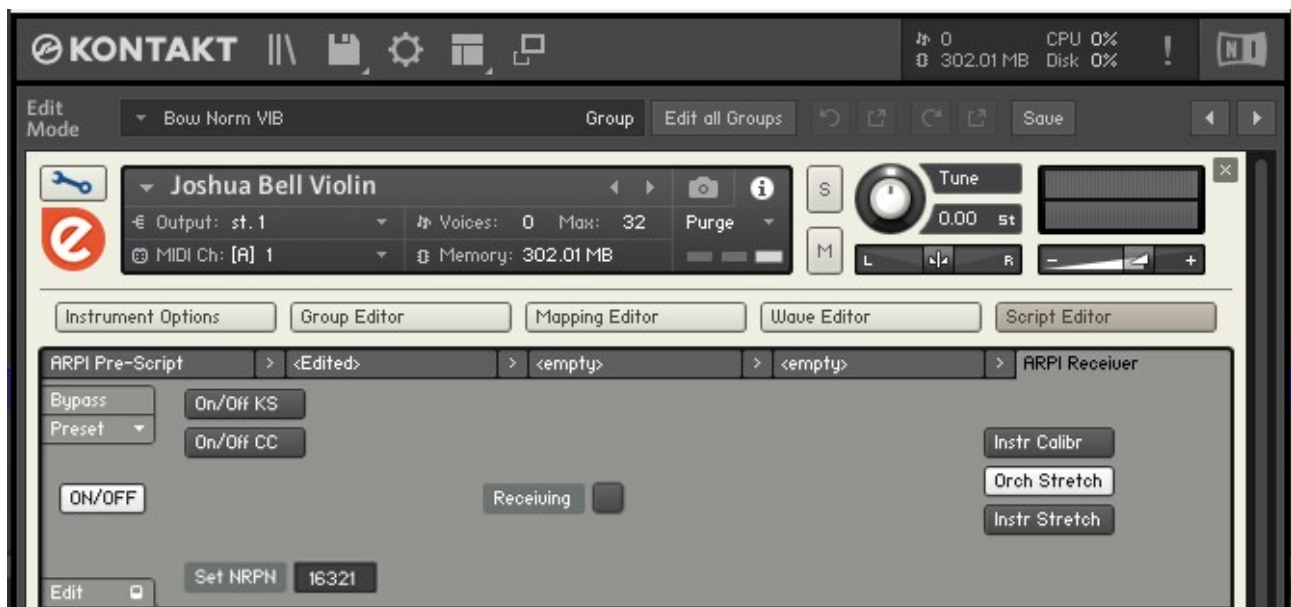 KONTAKT 0 CPU 0%
302.01 MB Disk 0% ! NI
Edit Mode Bow Norm VIB Group Edit all Groups Save
Joshua Bell Violin i S Tune
Output: st. 1 Voices: 0 Max: 32 Purge 0.00 St
MIDI Ch: [A] 1 Memory: 302.01 MB M L R - +
e
Instrument Options Group Editor Mapping Editor Wave Editor Script Editor
ARPI Pre-Script > <Edited> > <empty> > <empty> > ARPI Receiver
Bypass On/Off KS
Preset On/Off CC Instr Calibr
ON/OFF Receiving Orch Stretch
Instr Stretch
Edit Set NRPN 16321